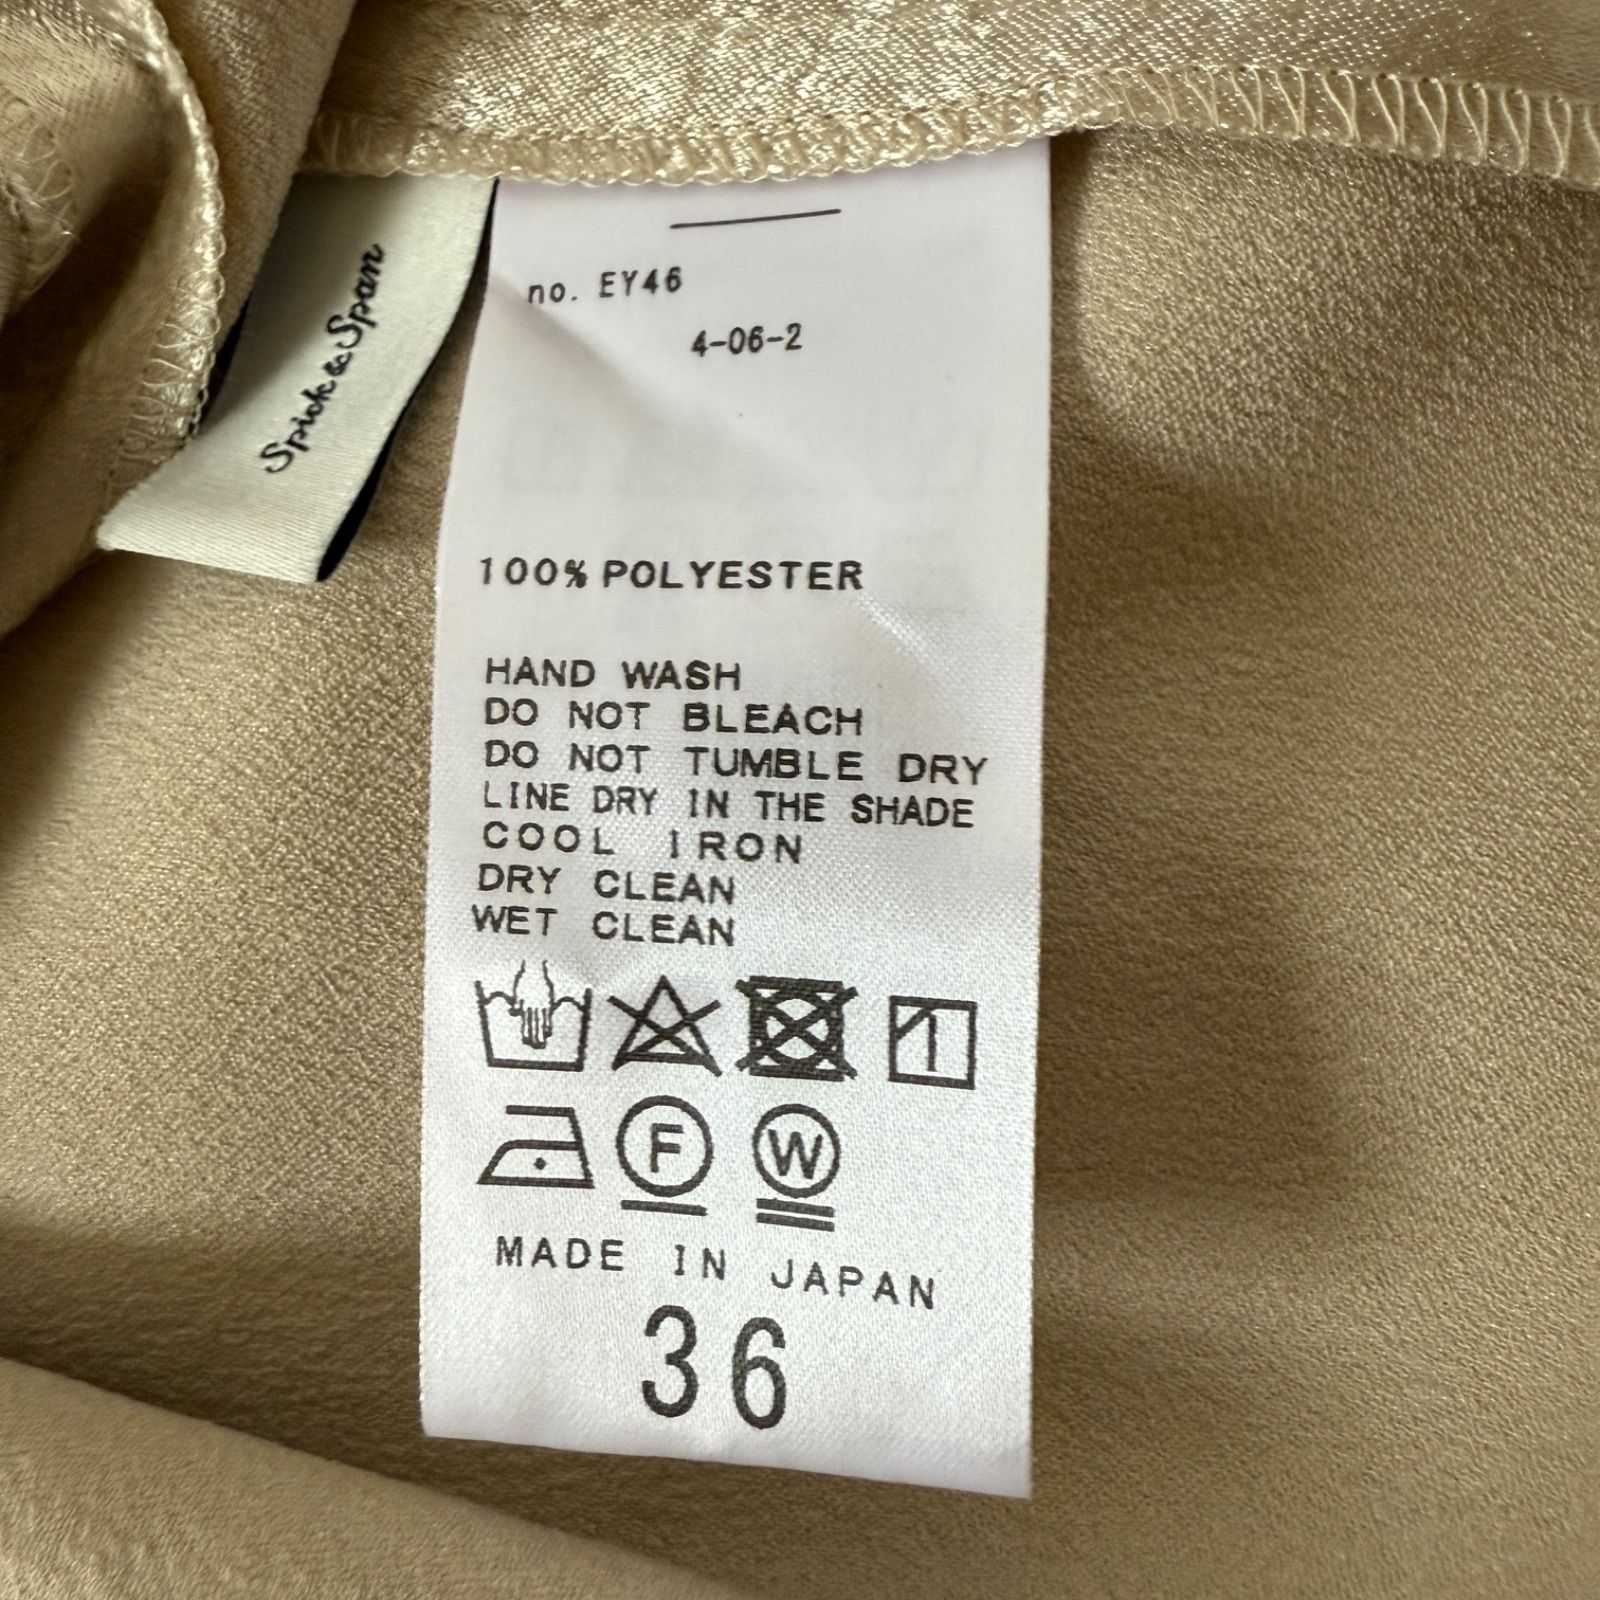 Spick&Span
no. EY46
4-06-2
100% POLYESTER
HAND WASH
DO NOT BLEACH
DO NOT TUMBLE DRY
LINE DRY IN THE SHADE
COOL IRON
DRY CLEAN
WET CLEAN
F W
MADE IN JAPAN
36